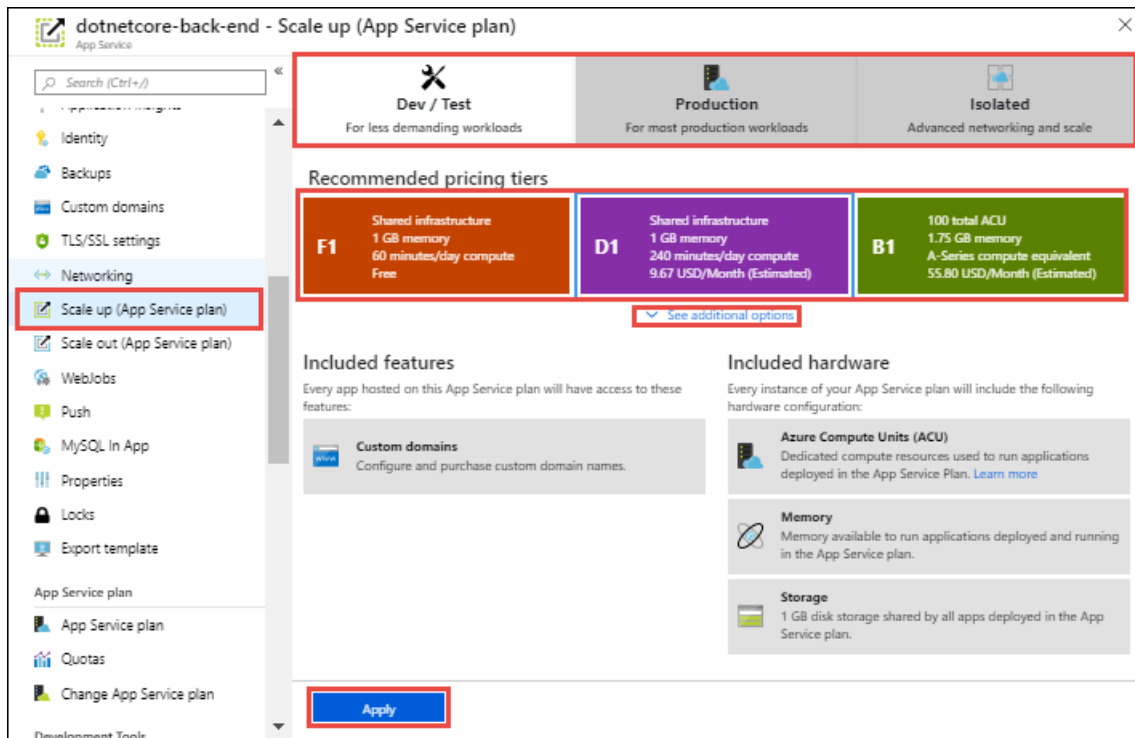 dotnetcore-back-end - Scale up (App Service plan)
App Service
Search (Ctrl+/)
Application Insights
Identity
Backups
Custom domains
TLS/SSL settings
Networking
Scale up (App Service plan)
Scale out (App Service plan)
WebJobs
Push
MySQL In App
Properties
Locks
Export template
App Service plan
App Service plan
Quotas
Change App Service plan
Development Tools
Dev / Test
For less demanding workloads
Production
For most production workloads
Isolated
Advanced networking and scale
Recommended pricing tiers
F1
Shared infrastructure
1 GB memory
60 minutes/day compute
Free
D1
Shared infrastructure
1 GB memory
240 minutes/day compute
9.67 USD/Month (Estimated)
B1
100 total ACU
1.75 GB memory
A-Series compute equivalent
55.80 USD/Month (Estimated)
See additional options
Included features
Every app hosted on this App Service plan will have access to these
features:
www
Custom domains
Configure and purchase custom domain names.
Included hardware
Every instance of your App Service plan will include the following
hardware configuration:
Azure Compute Units (ACU)
Dedicated compute resources used to run applications
deployed in the App Service Plan. Learn more
Memory
Memory available to run applications deployed and running
in the App Service plan.
Storage
1 GB disk storage shared by all apps deployed in the App
Service plan.
Apply